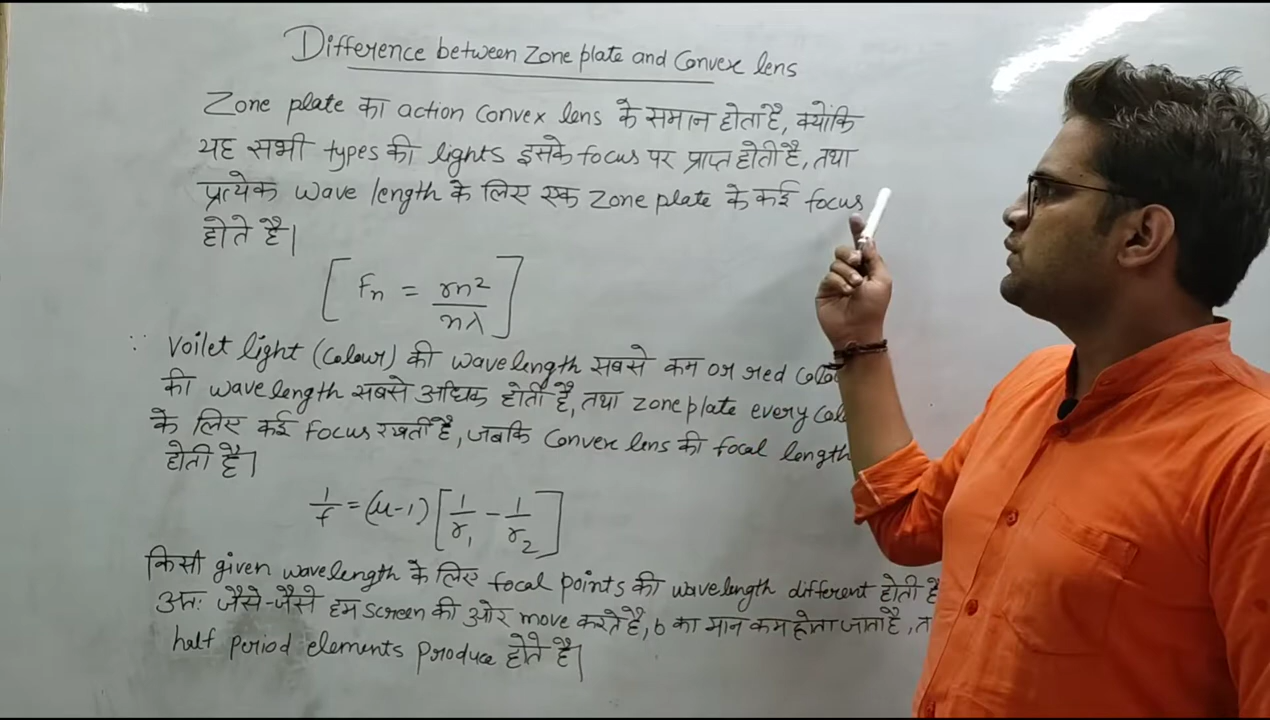 Difference between Zone plate and Convex lens
Zone plate का action Convex lens के समान होता है, क्योंकि
यह सभी types की lights इसके focus पर प्राप्त होती है, तथा
प्रत्येक wave length के लिए एक Zone plate के कई focus
होते है।
[ Fn = rn² / nλ ]
∵ Voilet light (Colour) की wavelength सबसे कम or red
की wavelength सबसे अधिक होती है, तथा Zone plate every
के लिए कई focus रखती है, जबकि Convex lens की focal length
होती है।
1/f = (μ-1) [ 1/r₁ - 1/r₂ ]
किसी given wavelength के लिए focal points की wavelength different होती है
अतः जैसे-जैसे हम screen की ओर move करते है, b का मान कम होता जाता है,
half period elements produce होते है।